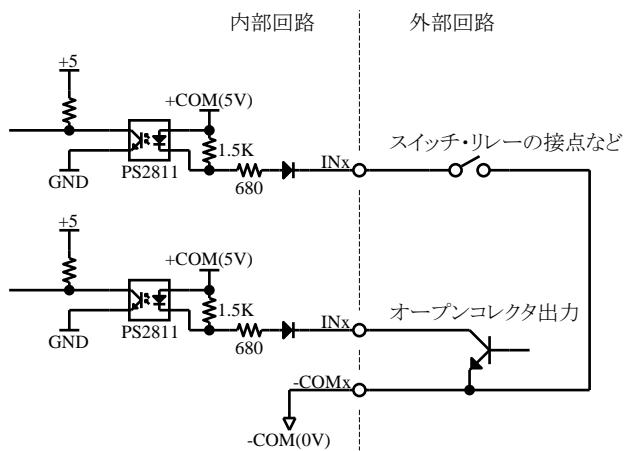 内部回路
外部回路
+5
+COM(5V)
1.5K
スイッチ・リレーの接点など
INx
GND
PS2811
680
+5
+COM(5V)
1.5K
オープンコレクタ出力
INx
GND
PS2811
680
-COMx
-COM(0V)